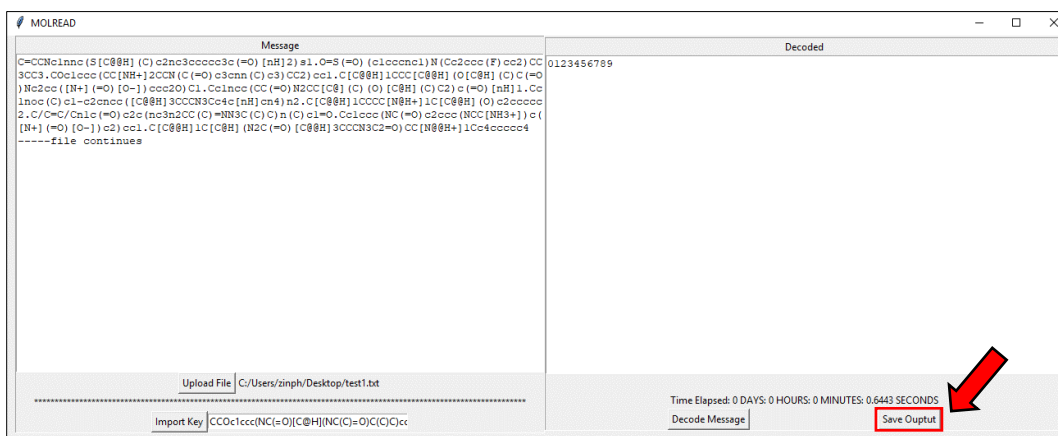 MOLREAD
Message
C=CCNc1nnc(S[C@@H](C)c2nc3ccccc3c(=O)[nH]2)s1.O=S(=O)(c1cccnc1)N(Cc2ccc(F)cc2)CC
3CC3.COc1ccc(CC[NH+]2CCN(C(=O)c3cnn(C)c3)CC2)cc1.C[C@@H]1CCC[C@@H](O[C@H](C)C(=O
)Nc2cc([N+](=O)[O-])ccc2O)C1.Cc1ncc(CC(=O)N2CC[C@](C)(O)[C@H](C)C2)c(=O)[nH]1.Cc
1noc(C)c1-c2cncc([C@@H]3CCCN3Cc4c[nH]cn4)n2.C[C@@H]1CCCC[N@H+]1C[C@@H](O)c2ccccc
2.C/C=C/Cn1c(=O)c2c(nc3n2CC(C)=NN3C)C)n(C)c1=O.Cc1ccc(NC(=O)c2ccc(NCC[NH3+])c(
[N+](=O)[O-])c2)cc1.C[C@@H]1C[C@H](N2C(=O)[C@@H]3CCCN3C2=O)CC[N@@H+]1Cc4ccccc4
-----file continues
Decoded
0123456789
Upload File C:/Users/zinph/Desktop/test1.txt
Import Key CCOc1ccc(NC(=O)[C@H](NC(C)=O)C(C)C)cc
Time Elapsed: 0 DAYS: 0 HOURS: 0 MINUTES: 0.6443 SECONDS
Decode Message
Save Ouptut